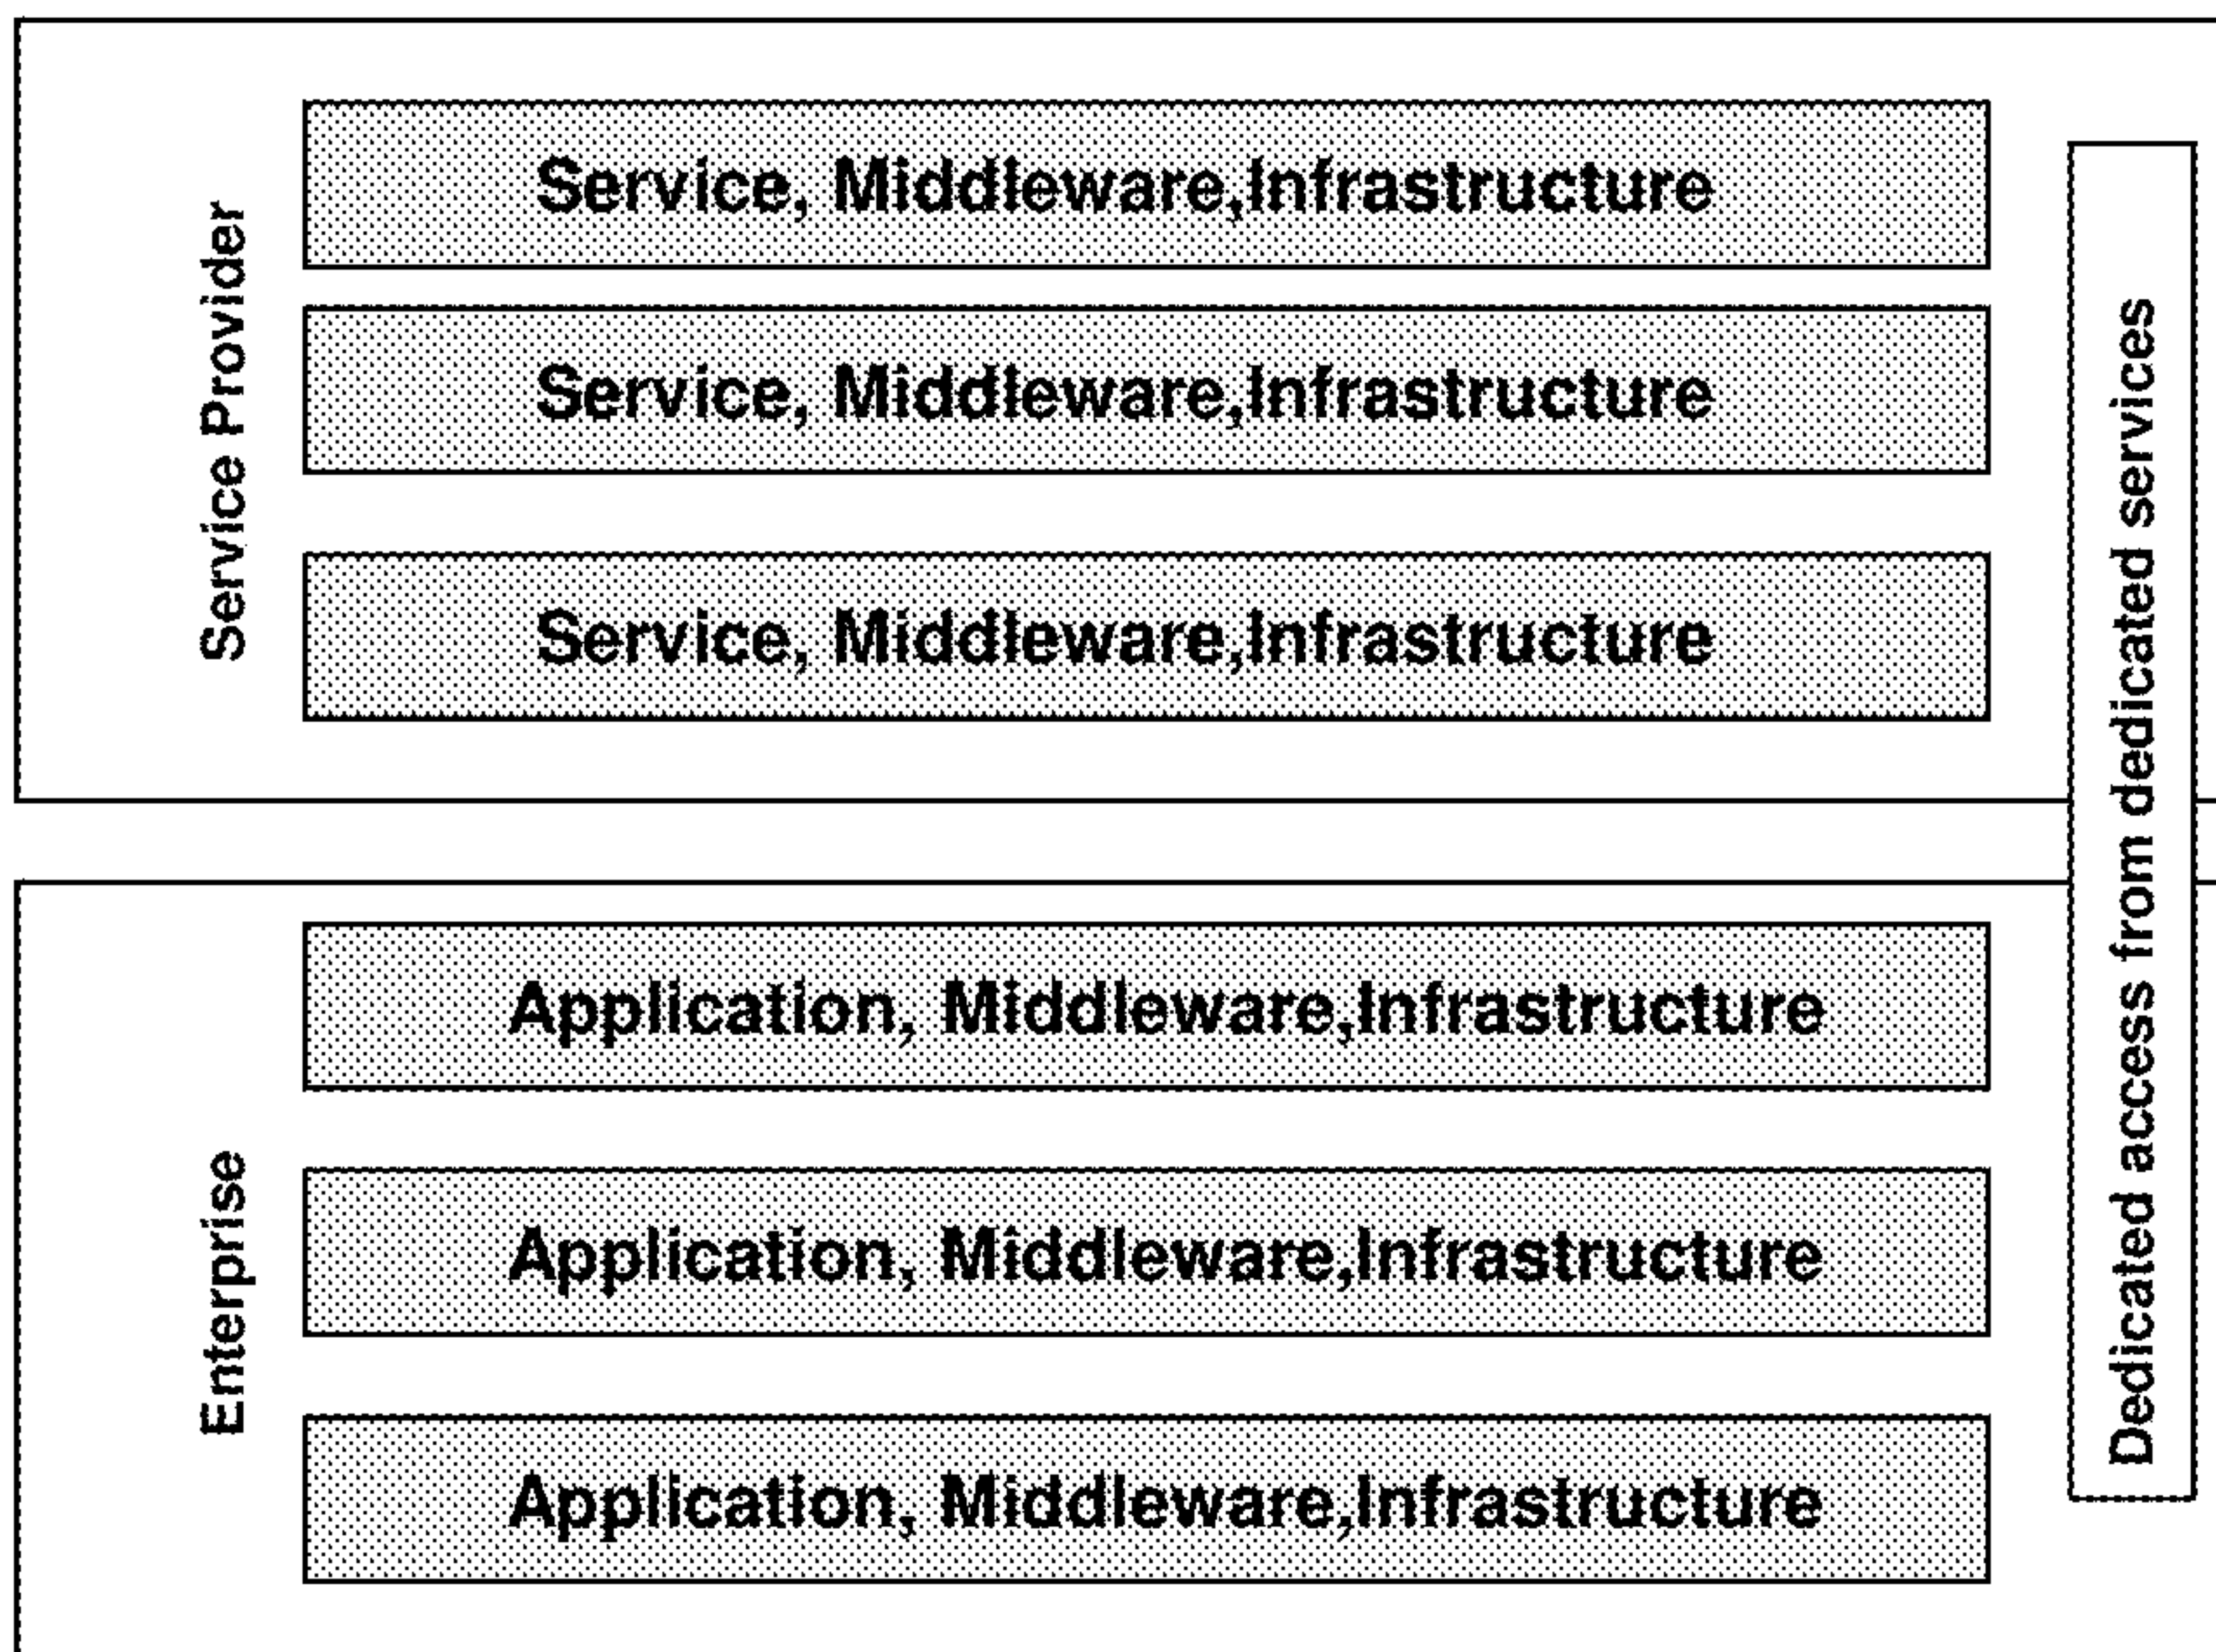 Service Provider
Service, Middleware,Infrastructure
Service, Middleware,Infrastructure
Service, Middleware,Infrastructure
Enterprise
Application, Middleware,Infrastructure
Application, Middleware,Infrastructure
Application, Middleware,Infrastructure
Dedicated access from dedicated services